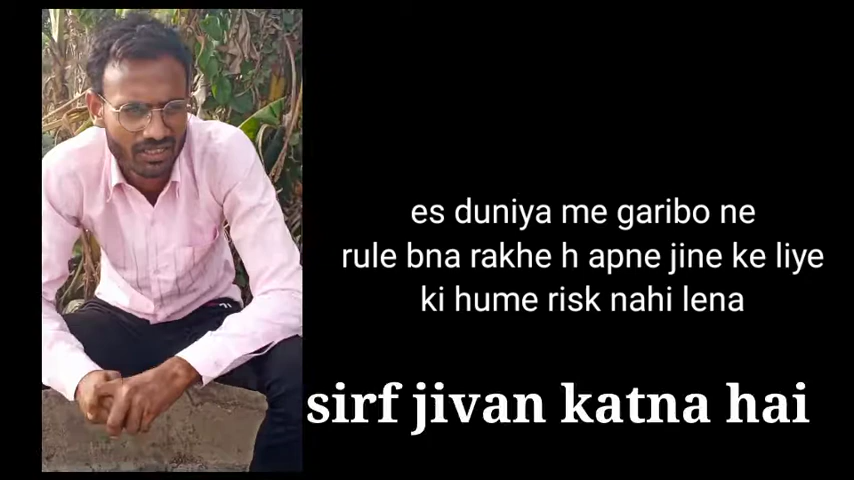 es duniya me garibo ne
rule bna rakhe h apne jine ke liye
ki hume risk nahi lena
sirf jivan katna hai